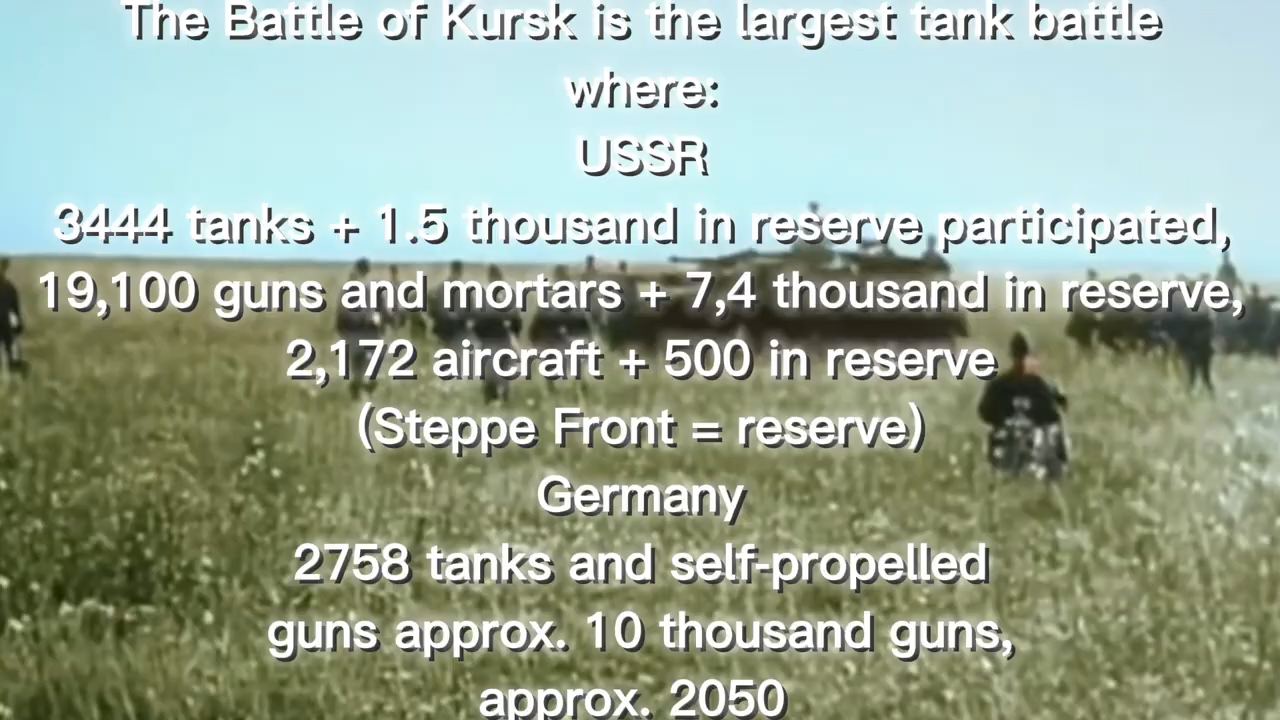 The Battle of Kursk is the largest tank battle
where:
USSR
3444 tanks + 1.5 thousand in reserve participated,
19,100 guns and mortars + 7,4 thousand in reserve,
2,172 aircraft + 500 in reserve
(Steppe Front = reserve)
Germany
2758 tanks and self-propelled
guns approx. 10 thousand guns,
approx. 2050